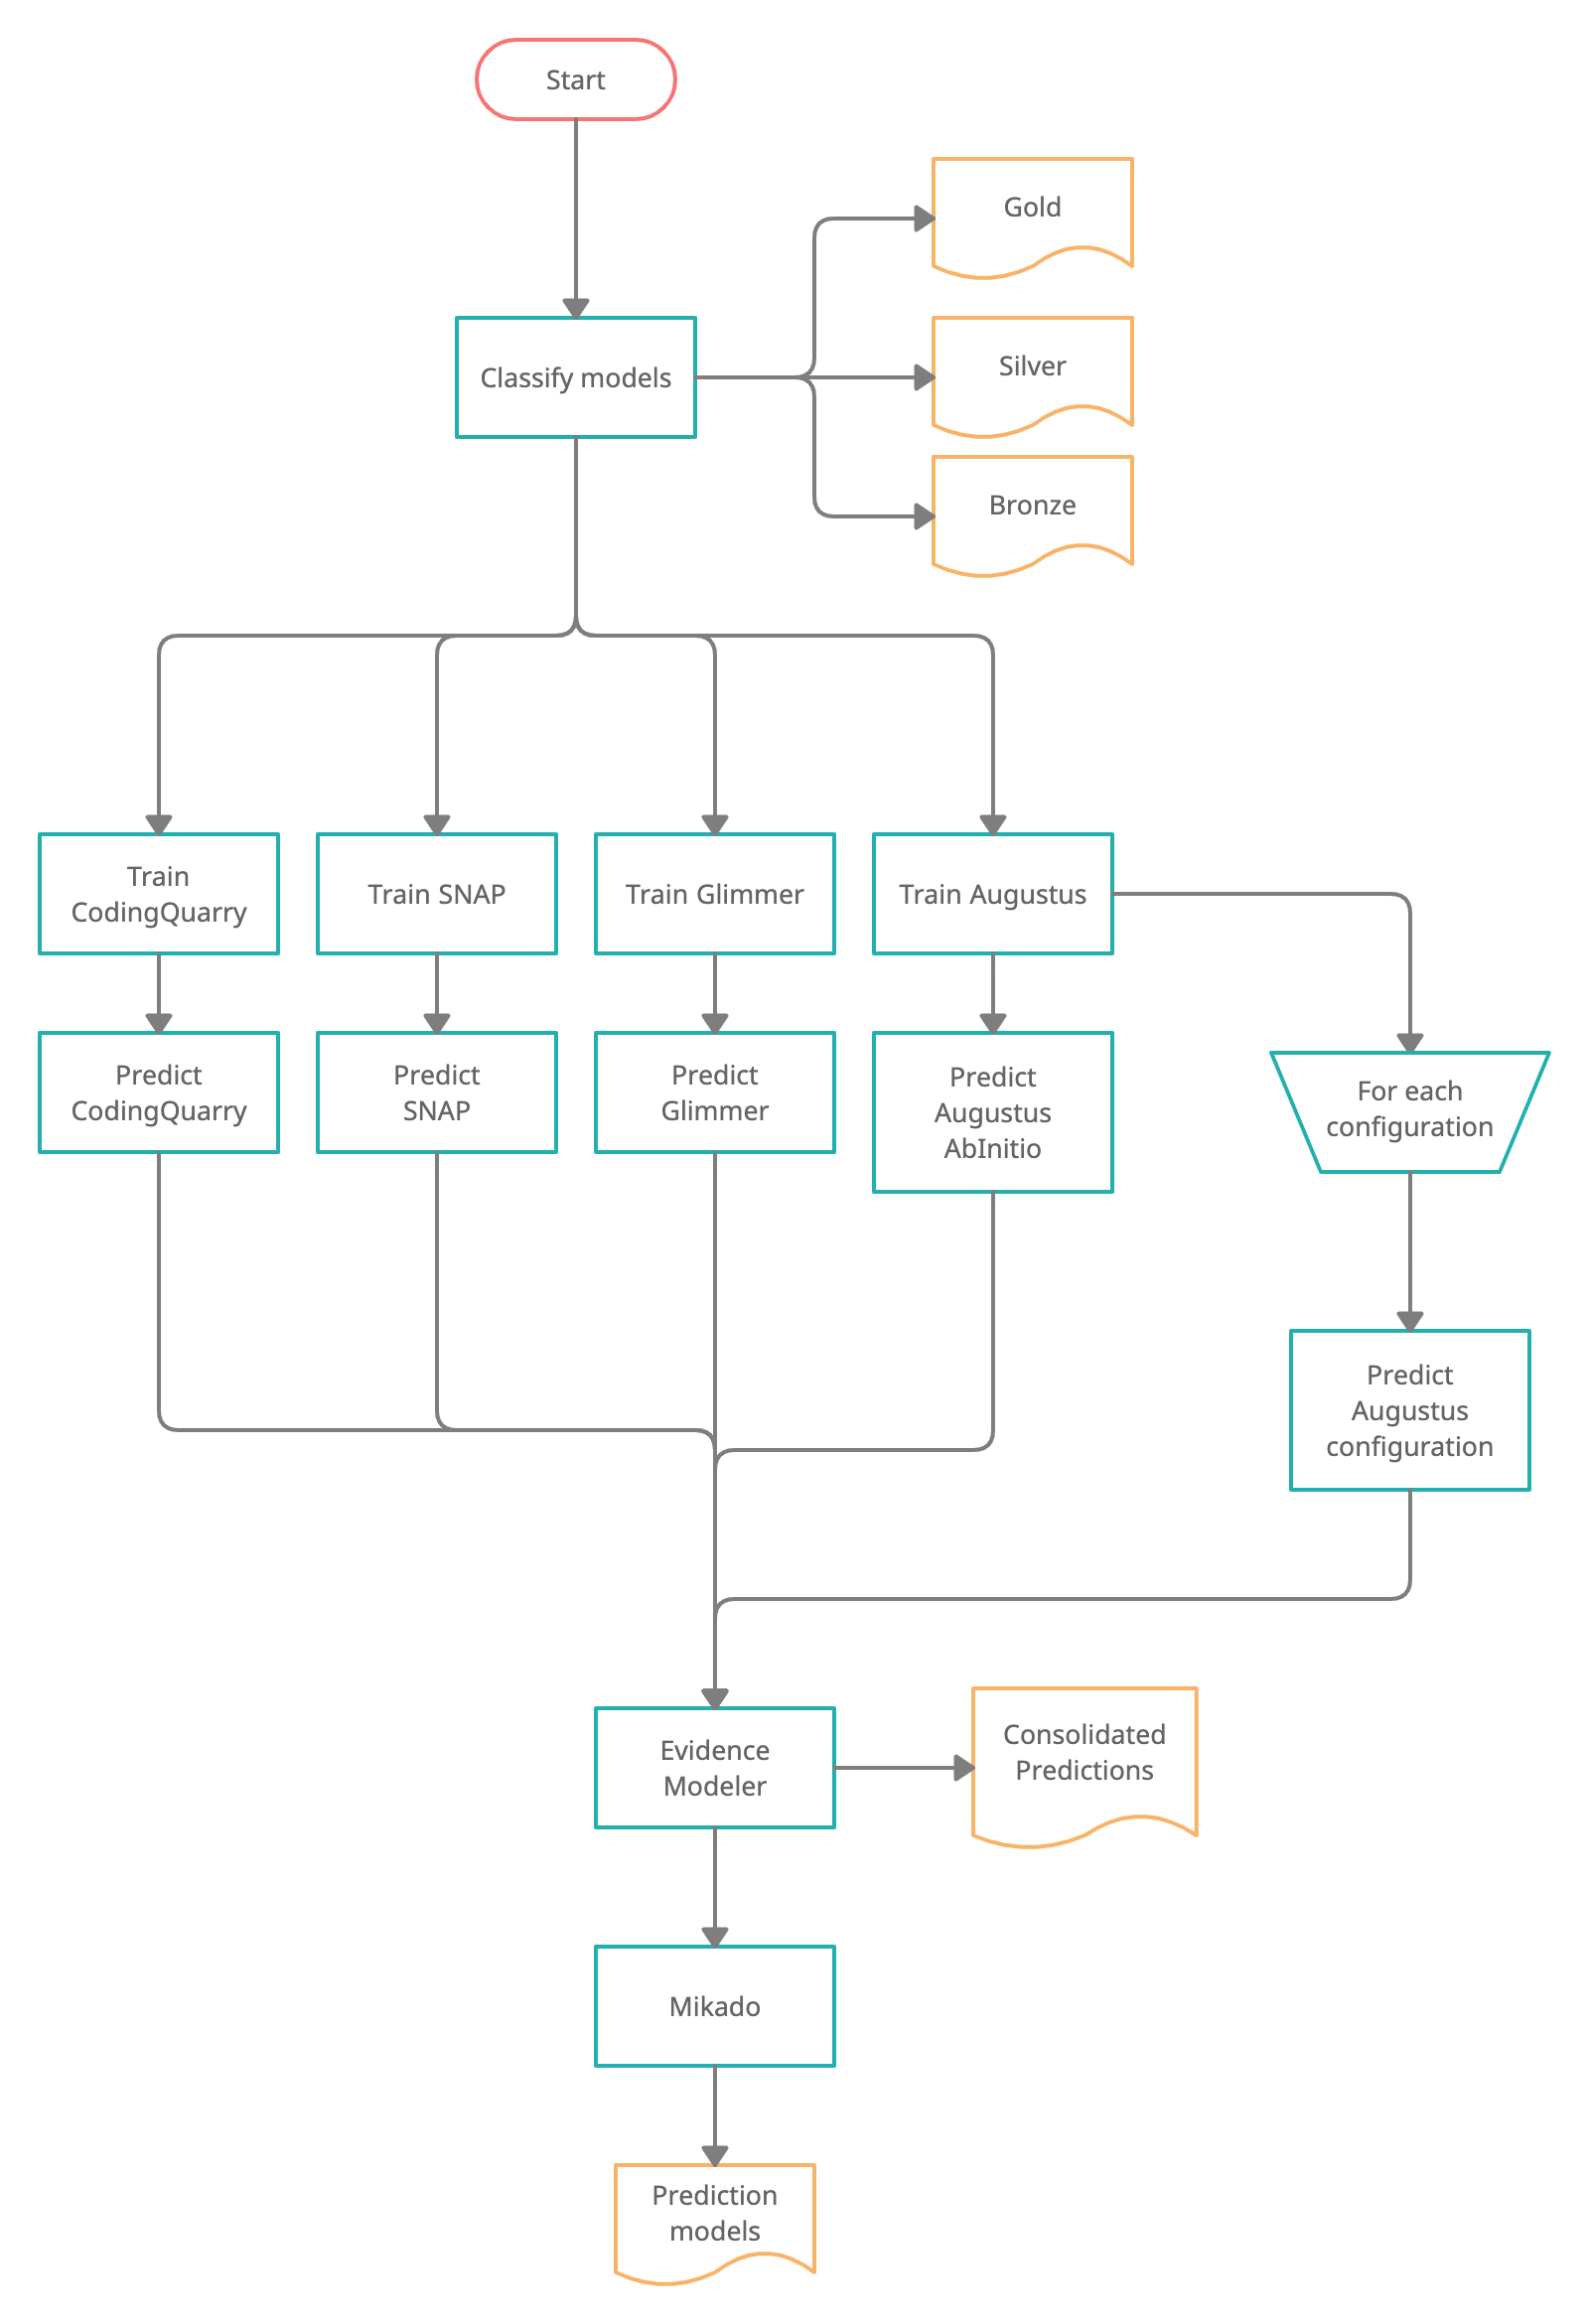 Start
Gold
Silver
Classify models
Bronze
Train
CodingQuarry
Train SNAP
Train Glimmer
Train Augustus
Predict
CodingQuarry
Predict
SNAP
Predict
Glimmer
Predict
Augustus
AbInitio
For each
configuration
Predict
Augustus
configuration
Evidence
Modeler
Consolidated
Predictions
Mikado
Prediction
models